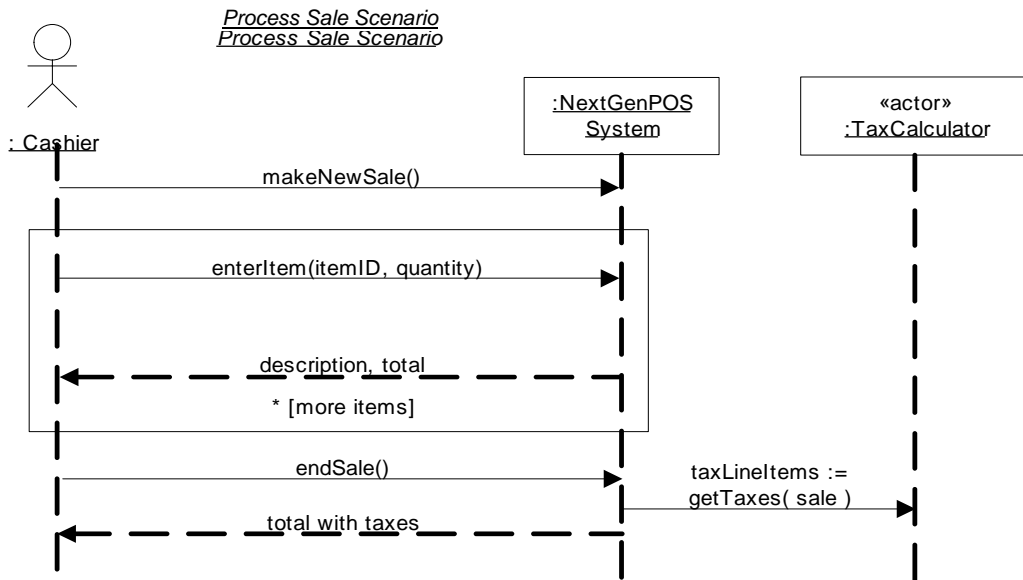 Process Sale Scenario
Process Sale Scenario
:NextGenPOS
System
«actor»
:TaxCalculator
: Cashier
makeNewSale()
enterItem(itemID, quantity)
description, total
* [more items]
endSale()
taxLineItems :=
getTaxes( sale )
total with taxes